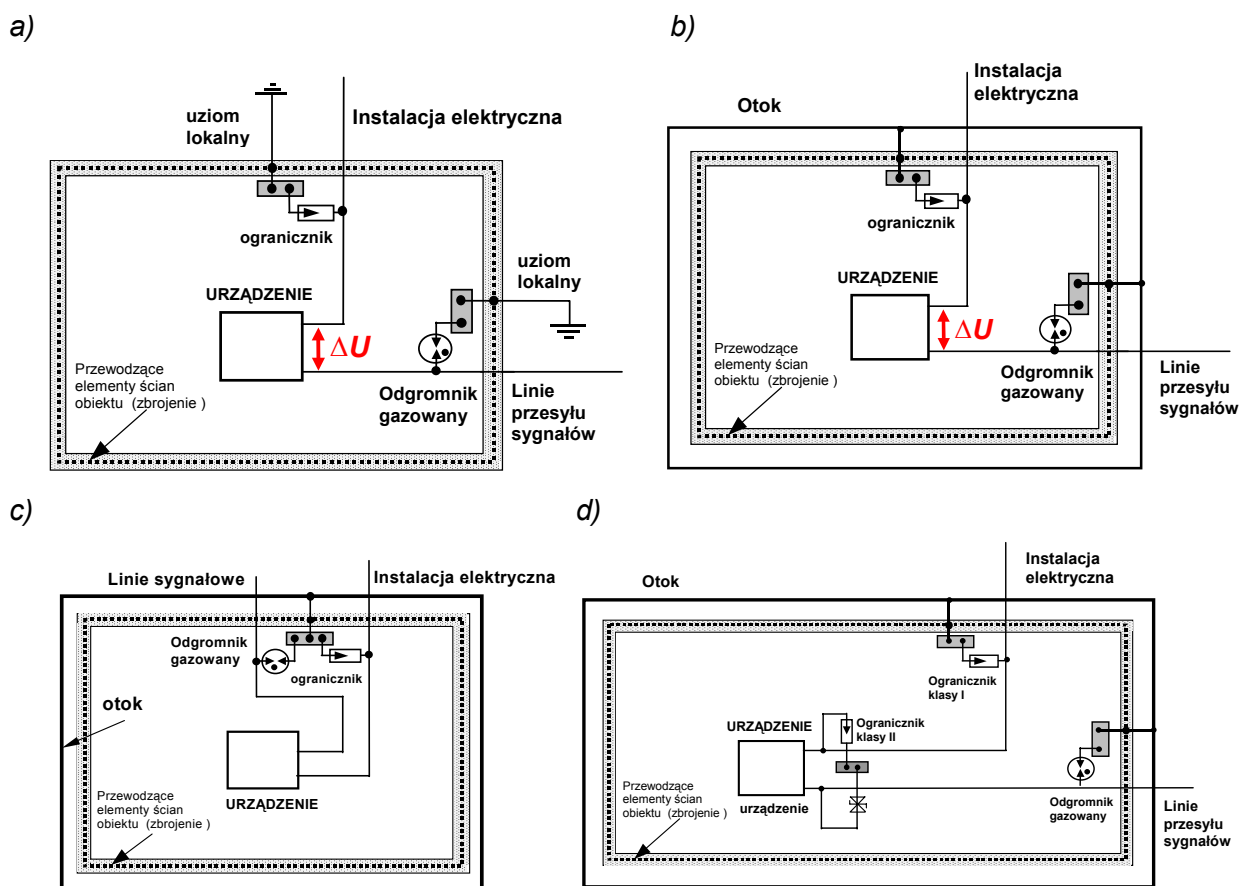 a)
uziom
lokalny
Instalacja elektryczna
ogranicznik
uziom
lokalny
URZĄDZENIE
ΔU
Przewodzące
elementy ścian
obiektu (zbrojenie )
Odgromnik
gazowany
Linie
przesyłu
sygnałów
b)
Instalacja
elektryczna
Otok
ogranicznik
URZĄDZENIE
ΔU
Przewodzące
elementy ścian
obiektu (zbrojenie )
Odgromnik
gazowany
Linie
przesyłu
sygnałów
c)
Linie sygnałowe
Instalacja elektryczna
Odgromnik
gazowany
ogranicznik
otok
URZĄDZENIE
Przewodzące
elementy ścian
obiektu (zbrojenie )
d)
Instalacja
elektryczna
Otok
Ogranicznik
klasy I
URZĄDZENIE
Ogranicznik
klasy II
Przewodzące
elementy ścian
obiektu (zbrojenie )
urządzenie
Odgromnik
gazowany
Linie
przesyłu
sygnałów